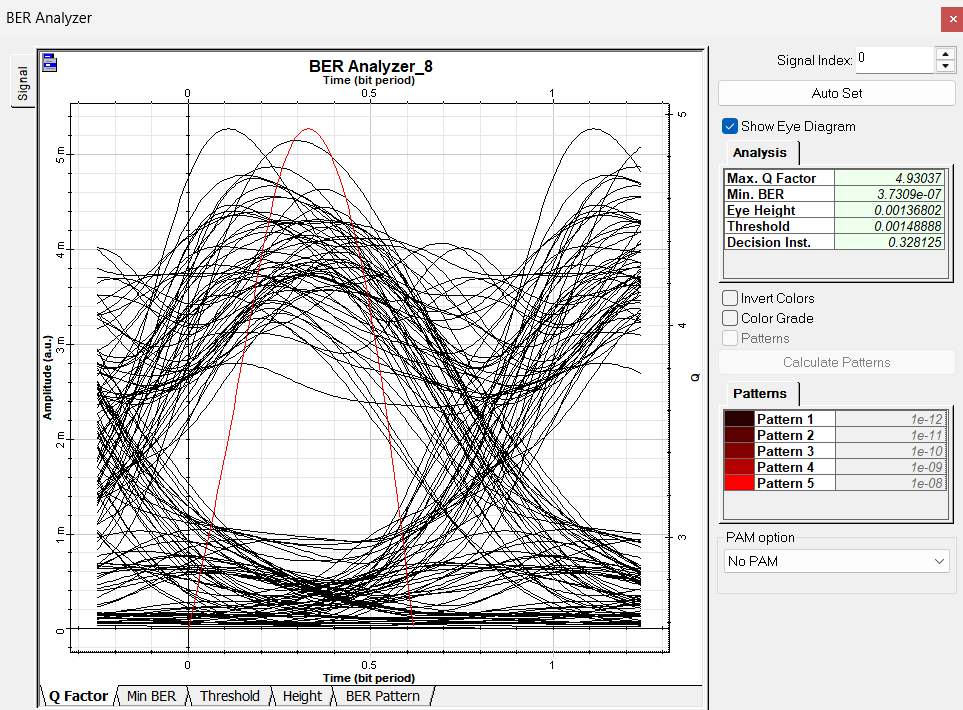 BER Analyzer
Signal
BER Analyzer_8
Time (bit period)
0 0.5 1
Amplitude (a.u.)
5 m
4 m
3 m
2 m
1 m
0
5
4
3
Q
0 0.5 1
Time (bit period)
Q Factor Min BER Threshold Height BER Pattern
Signal Index: 0
Auto Set
Show Eye Diagram
Analysis
Max. Q Factor 4.93037
Min. BER 3.7309e-07
Eye Height 0.00136802
Threshold 0.00148888
Decision Inst. 0.328125
Invert Colors
Color Grade
Patterns
Calculate Patterns
Patterns
Pattern 1 1e-12
Pattern 2 1e-11
Pattern 3 1e-10
Pattern 4 1e-09
Pattern 5 1e-08
PAM option
No PAM